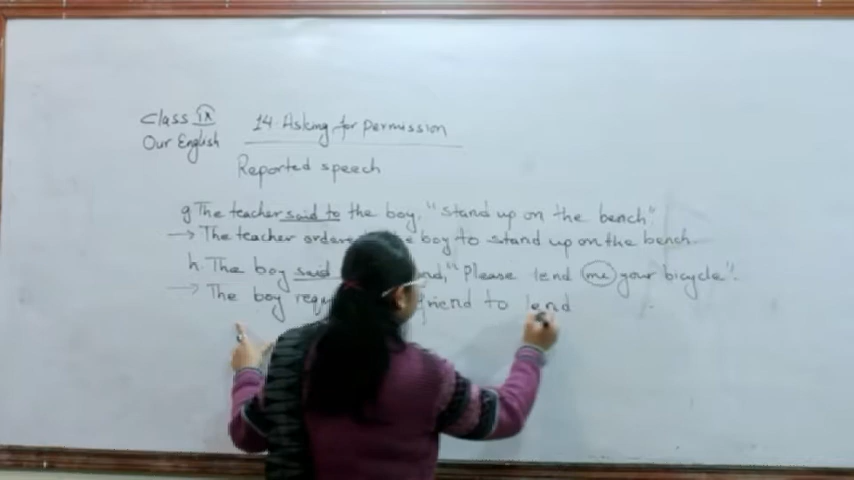 Class IX
Our English
14. Asking for permission
Reported speech
g The teacher said to the boy, "stand up on the bench".
→ The teacher ordere boy to stand up on the bench.
h. The boy said nd, "Please lend me your bicycle".
→ The boy requ friend to lend